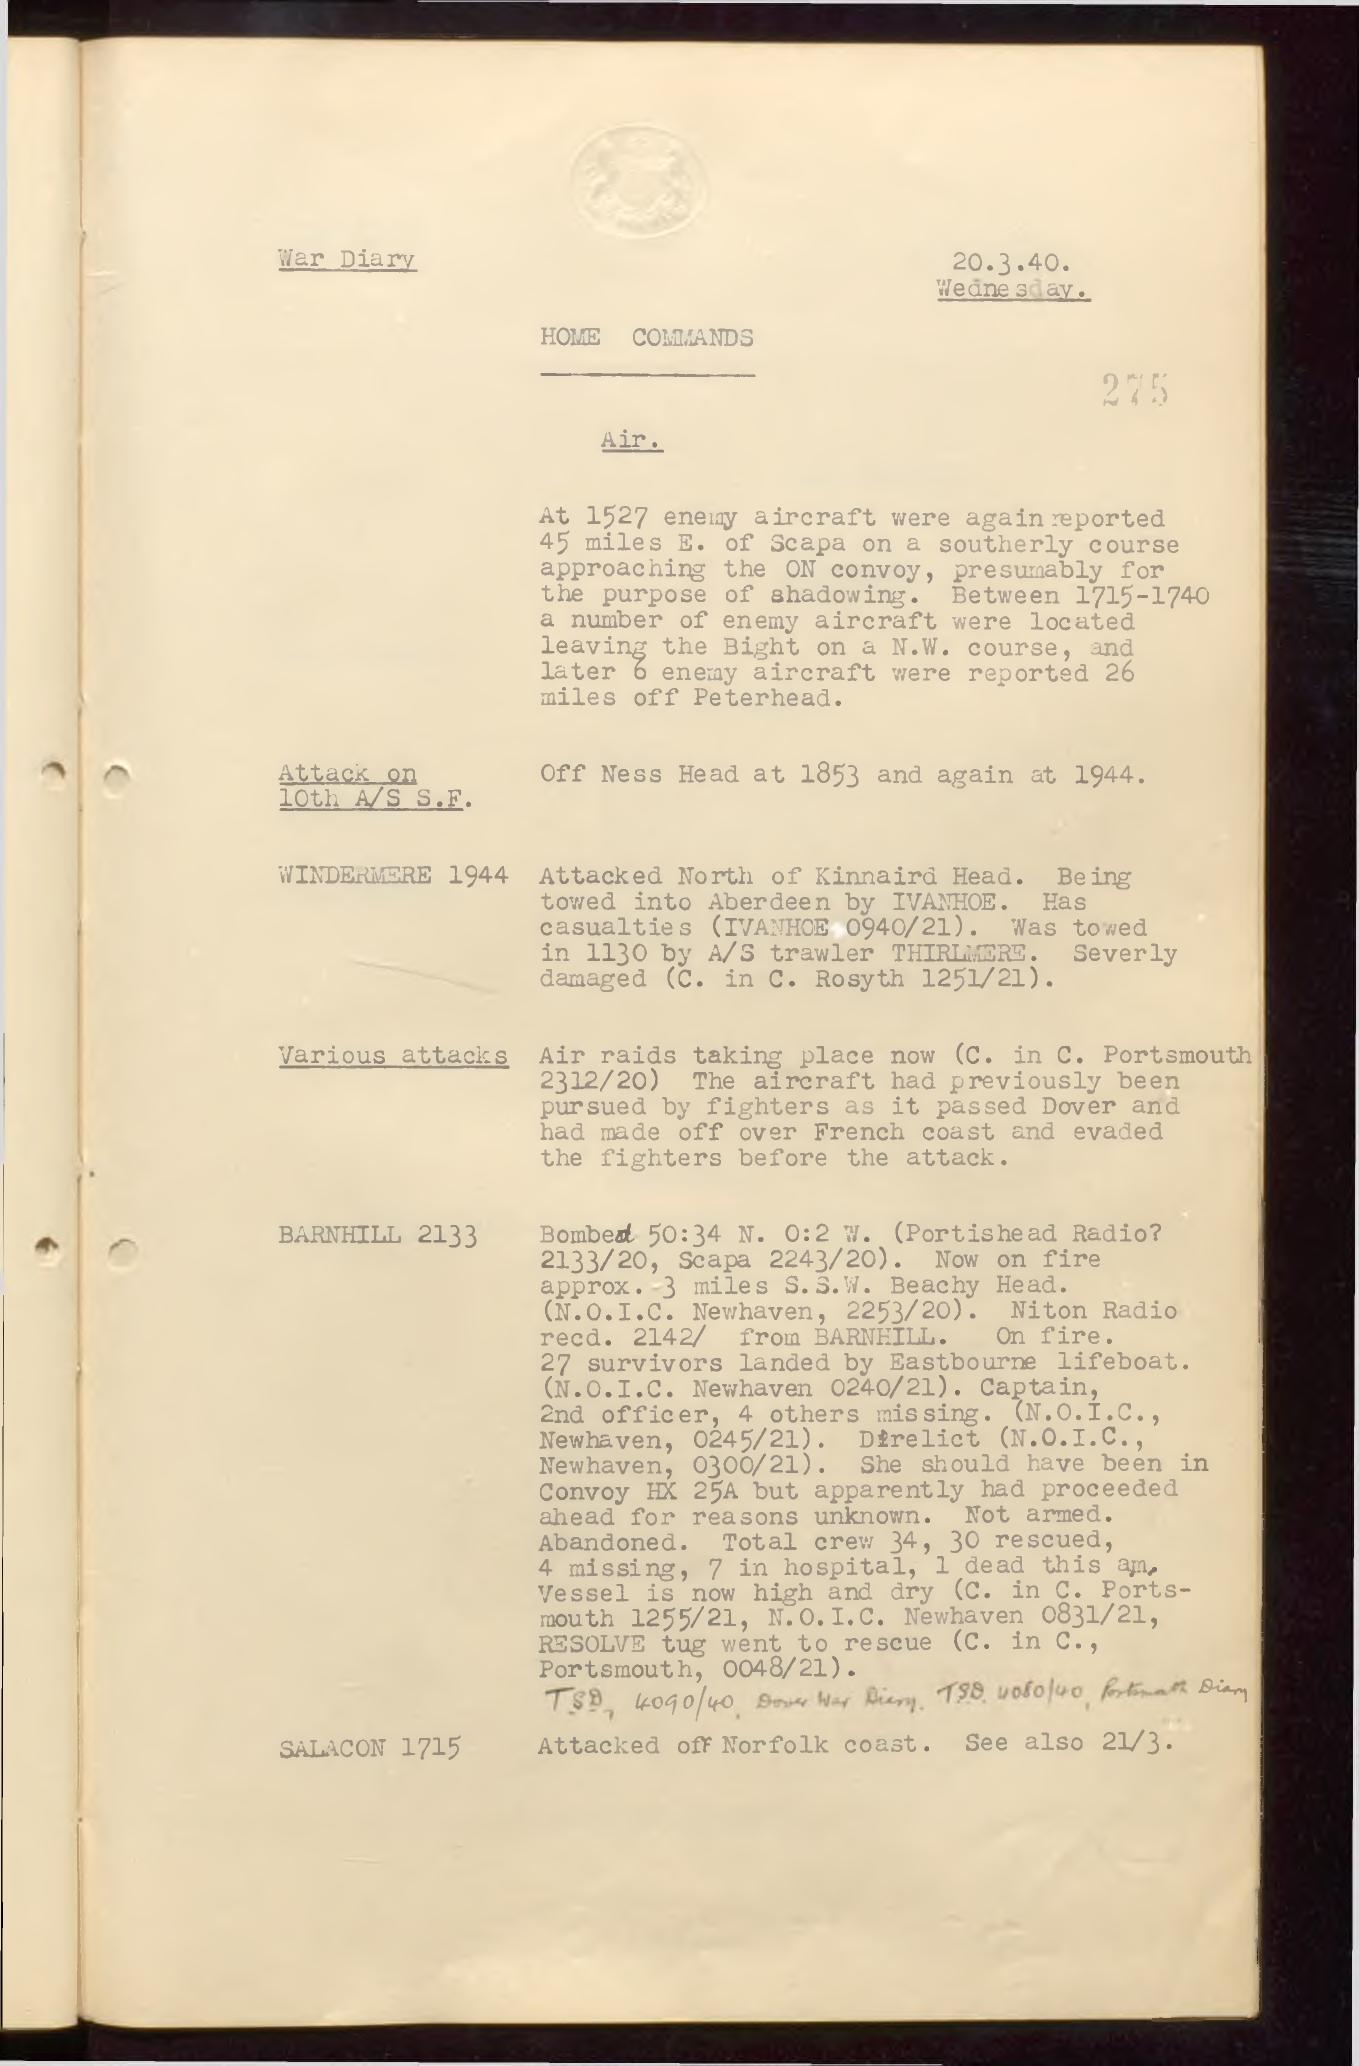 War Diary
20.3.40.
Wednesday.
HOME COMMANDS
275
Air.
At 1527 enemy aircraft were again reported
45 miles E. of Scapa on a southerly course
approaching the ON convoy, presumably for
the purpose of shadowing. Between 1715-1740
a number of enemy aircraft were located
leaving the Bight on a N.W. course, and
later 6 enemy aircraft were reported 26
miles off Peterhead.
Attack on
10th A/S S.F.
Off Ness Head at 1853 and again at 1944.
WINDERMERE 1944
Attacked North of Kinnaird Head. Being
towed into Aberdeen by IVANHOE. Has
casualties (IVANHOE 0940/21). Was towed
in 1130 by A/S trawler THIRLMERE. Severly
damaged (C. in C. Rosyth 1251/21).
Various attacks
Air raids taking place now (C. in C. Portsmouth
2312/20) The aircraft had previously been
pursued by fighters as it passed Dover and
had made off over French coast and evaded
the fighters before the attack.
BARNHILL 2133
Bombed 50:34 N. 0:2 W. (Portishead Radio?
2133/20, Scapa 2243/20). Now on fire
approx. 3 miles S.S.W. Beachy Head.
(N.O.I.C. Newhaven, 2253/20). Niton Radio
recd. 2142/ from BARNHILL. On fire.
27 survivors landed by Eastbourne lifeboat.
(N.O.I.C. Newhaven 0240/21). Captain,
2nd officer, 4 others missing. (N.O.I.C.,
Newhaven, 0245/21). Direlict (N.O.I.C.,
Newhaven, 0300/21). She should have been in
Convoy HX 25A but apparently had proceeded
ahead for reasons unknown. Not armed.
Abandoned. Total crew 34, 30 rescued,
4 missing, 7 in hospital, 1 dead this am.
Vessel is now high and dry (C. in C. Ports-
mouth 1255/21, N.O.I.C. Newhaven 0831/21,
RESOLVE tug went to rescue (C. in C.,
Portsmouth, 0048/21).
TSD, 4090/40, Dover War Diary. TSD. 4080/40, Portsmouth Diary
SALACON 1715
Attacked off Norfolk coast. See also 21/3.